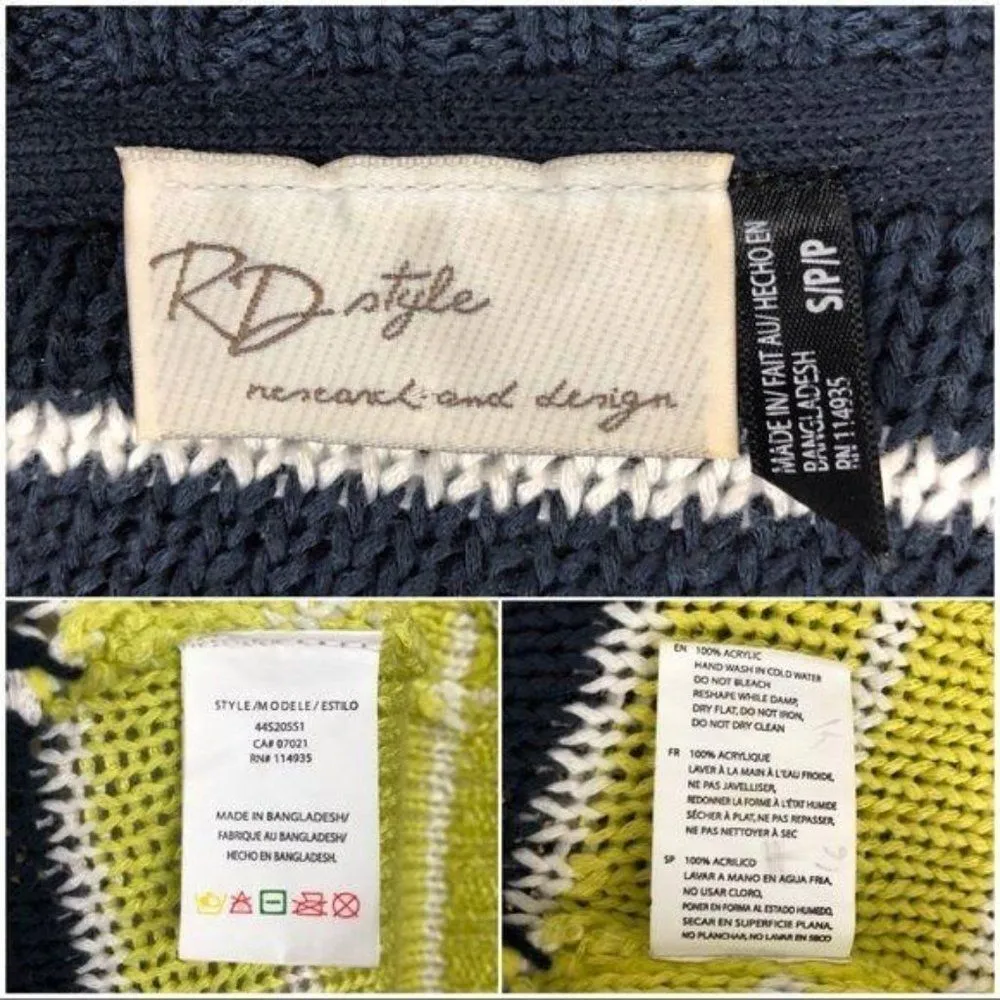 RD style
research and design
MADE IN/ FAIT AU/ HECHO EN
BANGLADESH
RN 114935
S/P/P
STYLE/MODELE/ESTILO
44S205S1
CA# 07021
RN# 114935
MADE IN BANGLADESH/
FABRIQUE AU BANGLADESH/
HECHO EN BANGLADESH.
EN 100% ACRYLIC
HAND WASH IN COLD WATER
DO NOT BLEACH
RESHAPE WHILE DAMP,
DRY FLAT, DO NOT IRON,
DO NOT DRY CLEAN
FR 100% ACRYLIQUE
LAVER À LA MAIN À L'EAU FROIDE,
NE PAS JAVELLISER,
REDONNER LA FORME À L'ÉTAT HUMIDE
SÉCHER À PLAT, NE PAS REPASSER,
NE PAS NETTOYER À SEC
SP 100% ACRILICO
LAVAR A MANO EN AGUA FRIA,
NO USAR CLORO,
PONER EN FORMA AL ESTADO HUMEDO,
SECAR EN SUPERFICIE PLANA,
NO PLANCHAR, NO LAVAR EN SECO